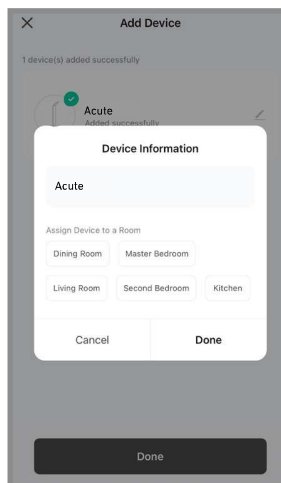 Add Device
1 device(s) added successfully
Acute
Added successfully
Device Information
Acute
Assign Device to a Room
Dining Room Master Bedroom
Living Room Second Bedroom Kitchen
Cancel Done
Done